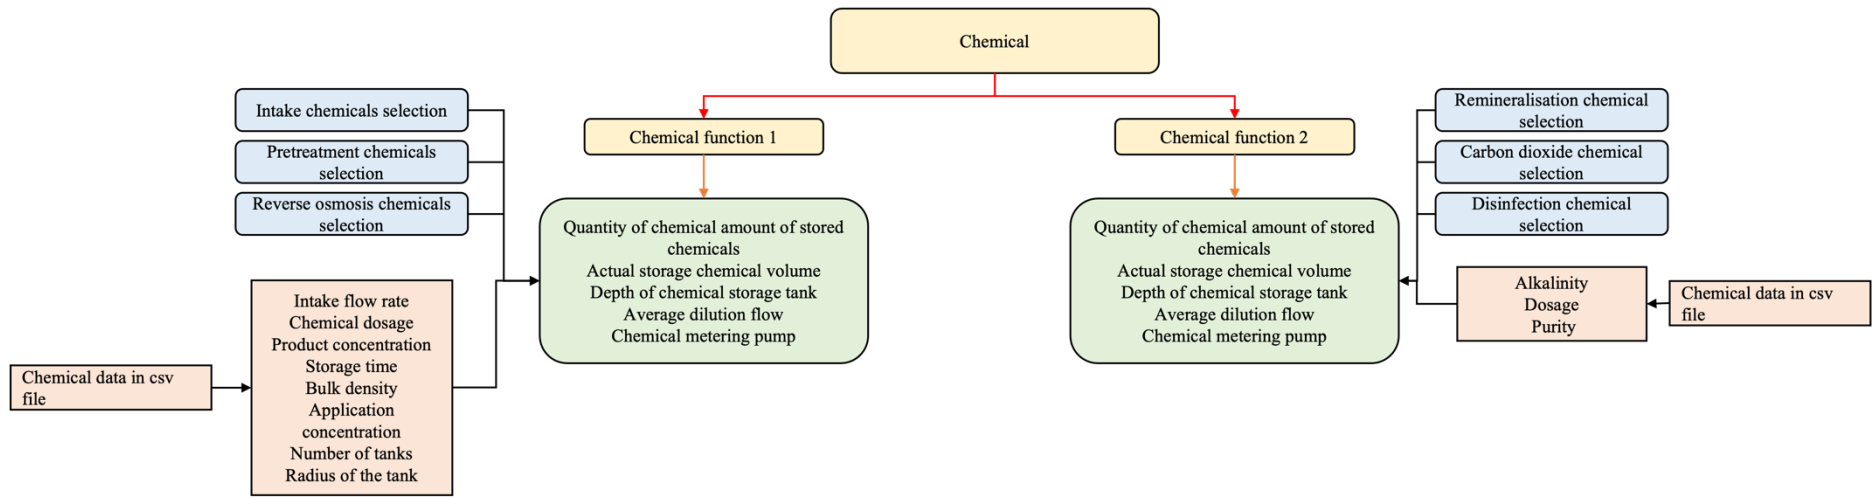 Chemical
Chemical function 1
Chemical function 2
Intake chemicals selection
Pretreatment chemicals
selection
Reverse osmosis chemicals
selection
Quantity of chemical amount of stored
chemicals
Actual storage chemical volume
Depth of chemical storage tank
Average dilution flow
Chemical metering pump
Intake flow rate
Chemical dosage
Product concentration
Storage time
Bulk density
Application
concentration
Number of tanks
Radius of the tank
Chemical data in csv
file
Quantity of chemical amount of stored
chemicals
Actual storage chemical volume
Depth of chemical storage tank
Average dilution flow
Chemical metering pump
Remineralisation chemical
selection
Carbon dioxide chemical
selection
Disinfection chemical
selection
Alkalinity
Dosage
Purity
Chemical data in csv
file